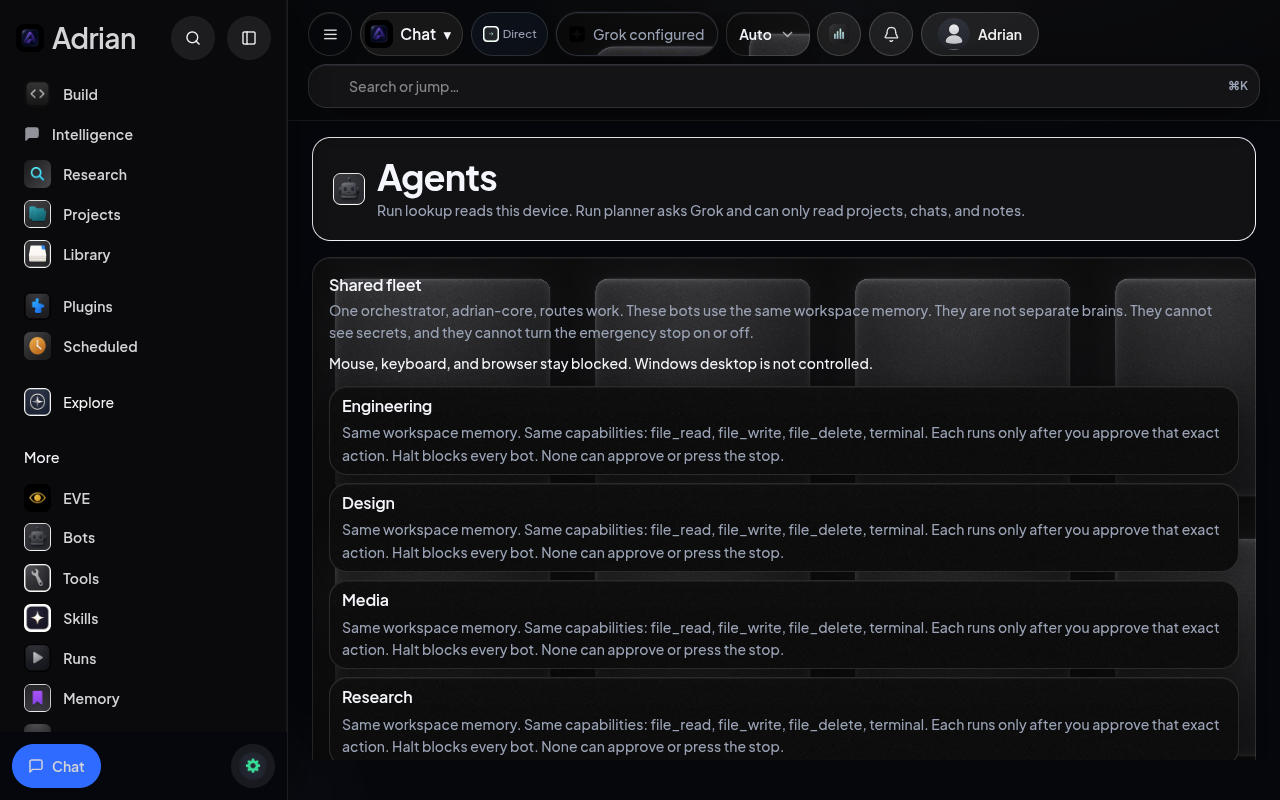 Adrian
Build
Intelligence
Research
Projects
Library
Plugins
Scheduled
Explore
More
EVE
Bots
Tools
Skills
Runs
Memory
Chat
Chat ▾
Direct
Grok configured
Auto
Adrian
Search or jump...
⌘K
Agents
Run lookup reads this device. Run planner asks Grok and can only read projects, chats, and notes.
Shared fleet
One orchestrator, adrian-core, routes work. These bots use the same workspace memory. They are not separate brains. They cannot
see secrets, and they cannot turn the emergency stop on or off.
Mouse, keyboard, and browser stay blocked. Windows desktop is not controlled.
Engineering
Same workspace memory. Same capabilities: file_read, file_write, file_delete, terminal. Each runs only after you approve that exact
action. Halt blocks every bot. None can approve or press the stop.
Design
Same workspace memory. Same capabilities: file_read, file_write, file_delete, terminal. Each runs only after you approve that exact
action. Halt blocks every bot. None can approve or press the stop.
Media
Same workspace memory. Same capabilities: file_read, file_write, file_delete, terminal. Each runs only after you approve that exact
action. Halt blocks every bot. None can approve or press the stop.
Research
Same workspace memory. Same capabilities: file_read, file_write, file_delete, terminal. Each runs only after you approve that exact
action. Halt blocks every bot. None can approve or press the stop.